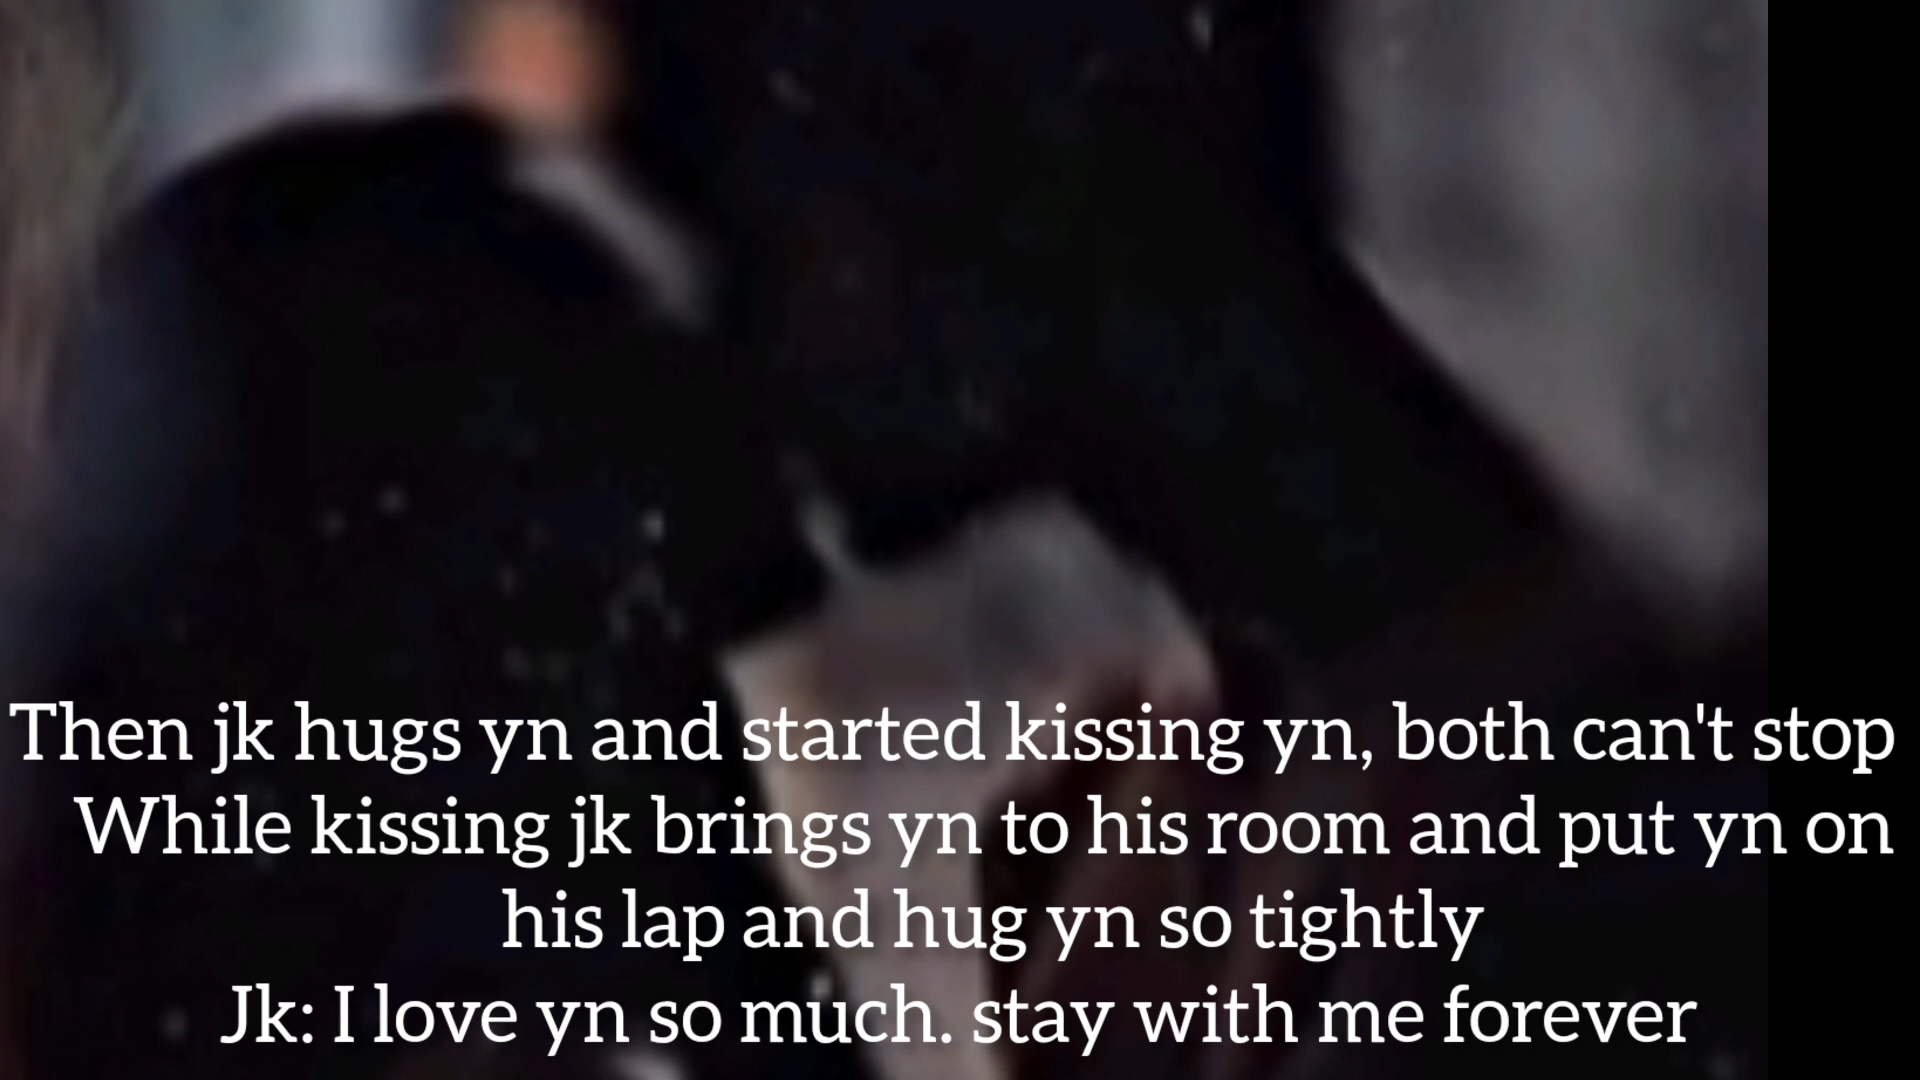 Then jk hugs yn and started kissing yn, both can't stop
While kissing jk brings yn to his room and put yn on
his lap and hug yn so tightly
Jk: I love yn so much. stay with me forever